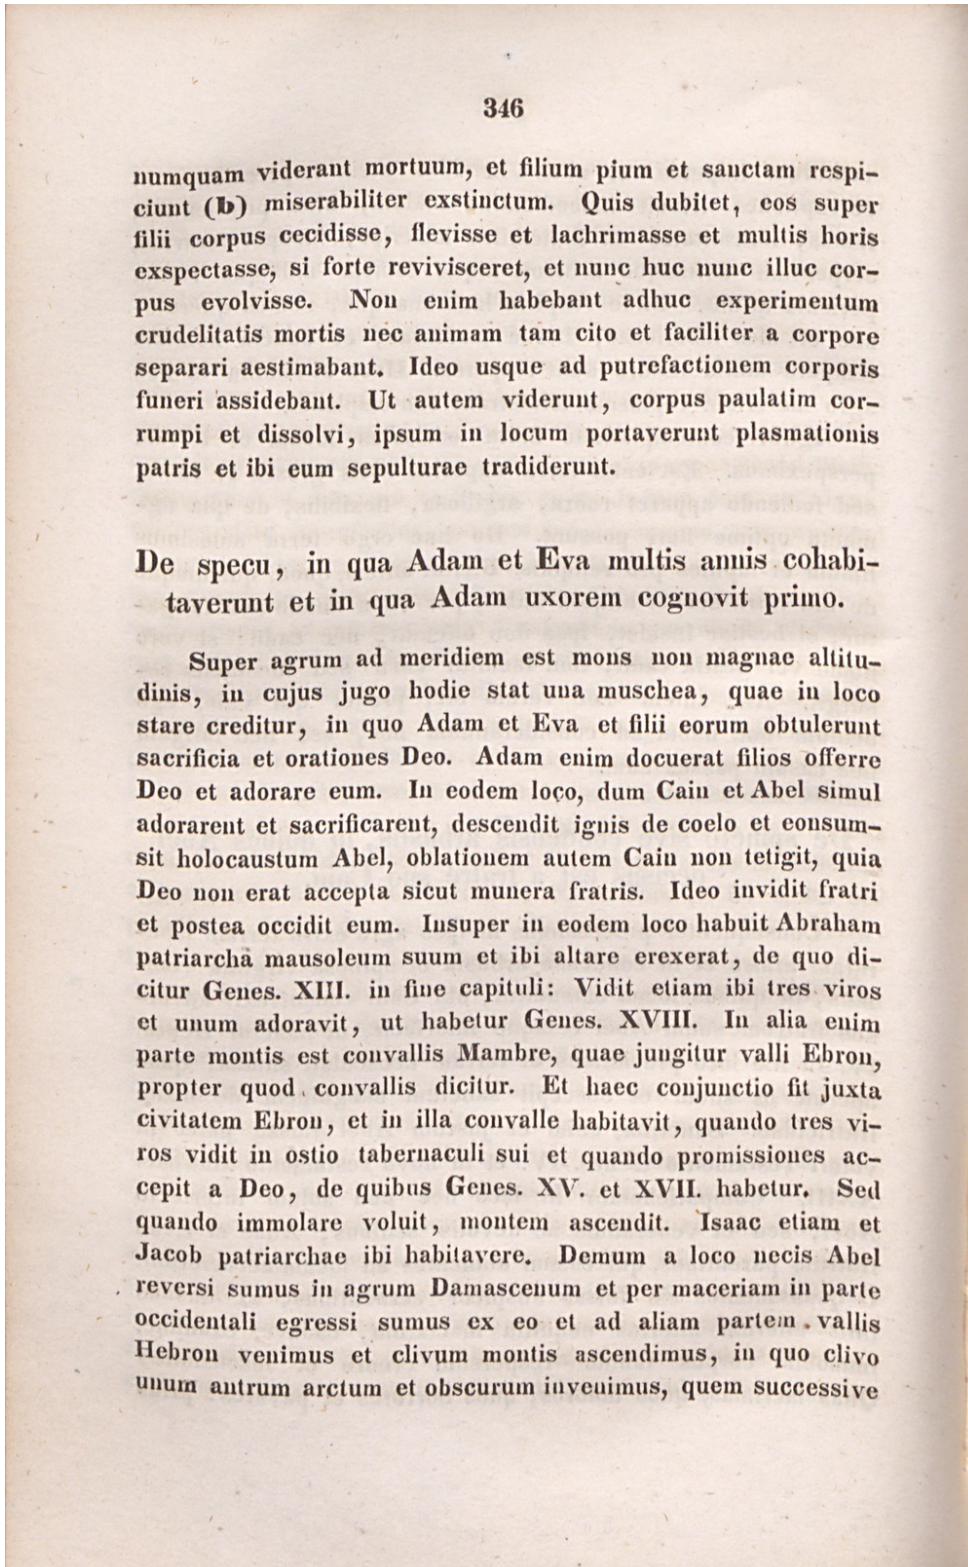 346
numquam viderant mortuum, et filium pium et sanctam respi-
ciunt (b) miserabiliter exstinctum. Quis dubitet, eos super
filii corpus cecidisse, flevisse et lachrimasse et multis horis
exspectasse, si forte revivisceret, et nunc huc nunc illuc cor-
pus evolvisse. Non enim habebant adhuc experimentum
crudelitatis mortis nec animam tam cito et faciliter a corpore
separari aestimabant. Ideo usque ad putrefactionem corporis
funeri assidebant. Ut autem viderunt, corpus paulatim cor-
rumpi et dissolvi, ipsum in locum portaverunt plasmationis
patris et ibi eum sepulturae tradiderunt.
De specu, in qua Adam et Eva multis annis cohabi-
taverunt et in qua Adam uxorem cognovit primo.
Super agrum ad meridiem est mons non magnae altitu-
dinis, in cujus jugo hodie stat una muschea, quae in loco
stare creditur, in quo Adam et Eva et filii eorum obtulerunt
sacrificia et orationes Deo. Adam enim docuerat filios offerre
Deo et adorare eum. In eodem loco, dum Cain et Abel simul
adorarent et sacrificarent, descendit ignis de coelo et consum-
sit holocaustum Abel, oblationem autem Cain non tetigit, quia
Deo non erat accepta sicut munera fratris. Ideo invidit fratri
et postea occidit eum. Insuper in eodem loco habuit Abraham
patriarcha mausoleum suum et ibi altare erexerat, de quo di-
citur Genes. XIII. in fine capituli: Vidit etiam ibi tres viros
et unum adoravit, ut habetur Genes. XVIII. In alia enim
parte montis est convallis Mambre, quae jungitur valli Ebron,
propter quod convallis dicitur. Et haec conjunctio fit juxta
civitatem Ebron, et in illa convalle habitavit, quando tres vi-
ros vidit in ostio tabernaculi sui et quando promissiones ac-
cepit a Deo, de quibus Genes. XV. et XVII. habetur. Sed
quando immolare voluit, montem ascendit. Isaac etiam et
Jacob patriarchae ibi habitavere. Demum a loco necis Abel
reversi sumus in agrum Damascenum et per maceriam in parte
occidentali egressi sumus ex eo et ad aliam partem vallis
Hebron venimus et clivum montis ascendimus, in quo clivo
unum antrum arctum et obscurum invenimus, quem successive